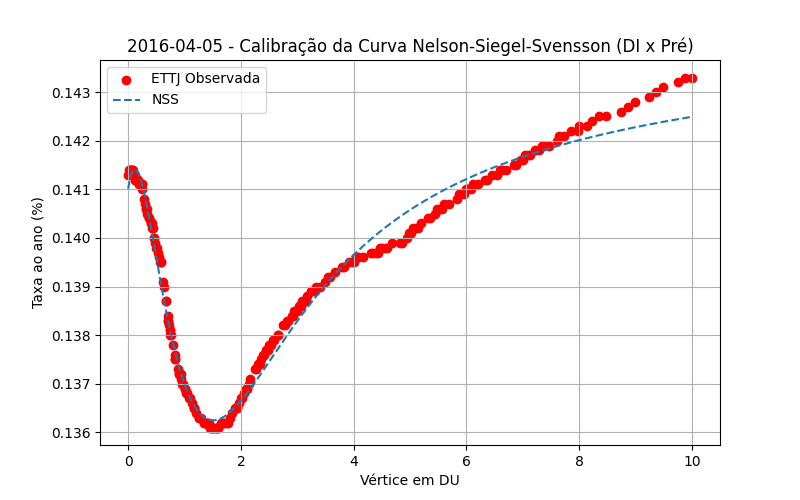 2016-04-05 - Calibração da Curva Nelson-Siegel-Svensson (DI x Pré)
ETTJ Observada
NSS
Taxa ao ano (%)
0.143
0.142
0.141
0.140
0.139
0.138
0.137
0.136
0 2 4 6 8 10
Vértice em DU